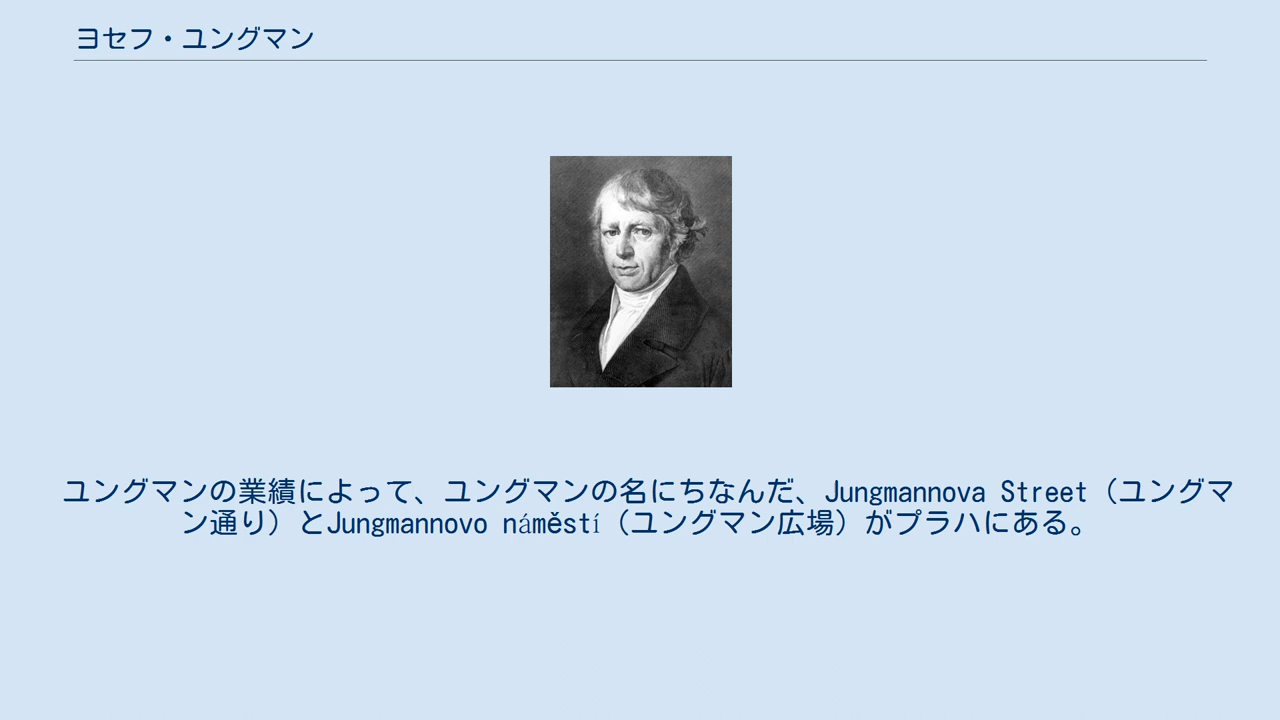 ヨセフ・ユングマン
ユングマンの業績によって、ユングマンの名にちなんだ、Jungmannova Street（ユングマ
ン通り）とJungmannovo náměstí（ユングマン広場）がプラハにある。